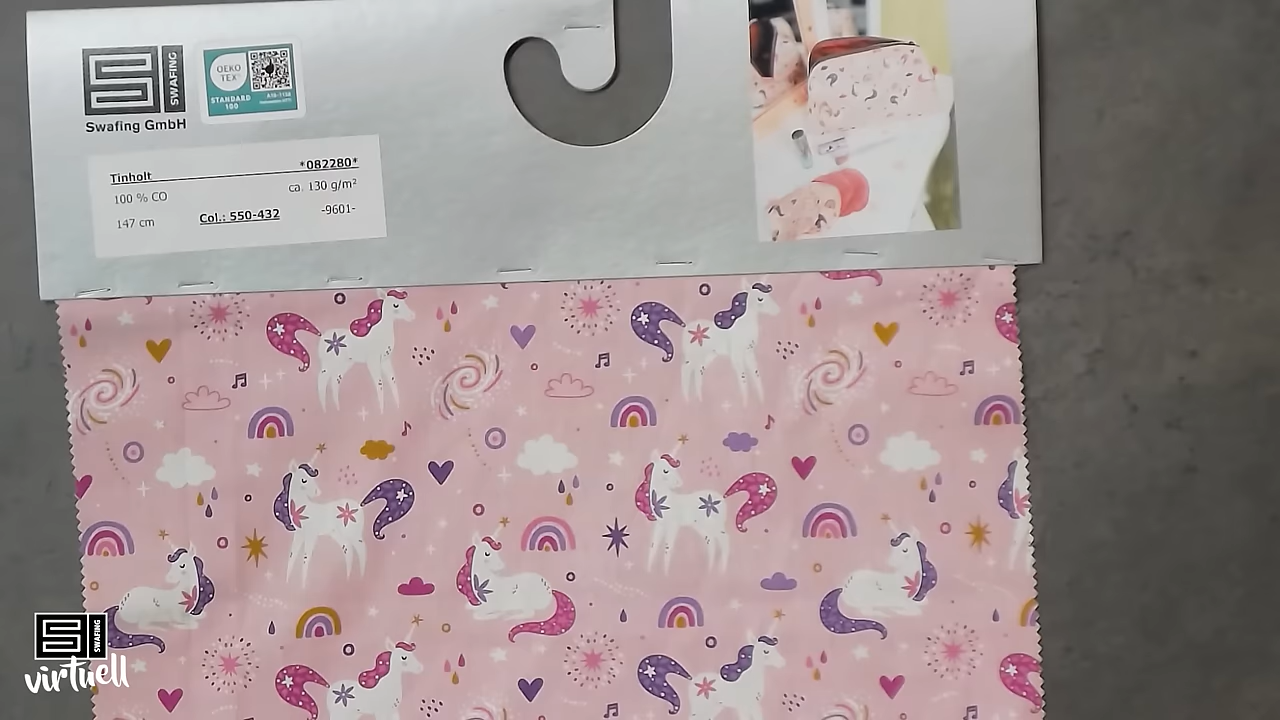 SWAFING
Swafing GmbH
OEKO
TEX®
STANDARD
100
Tinholt *082280*
100 % CO ca. 130 g/m²
147 cm Col.: 550-432 -9601-
SWAFING
virtuell